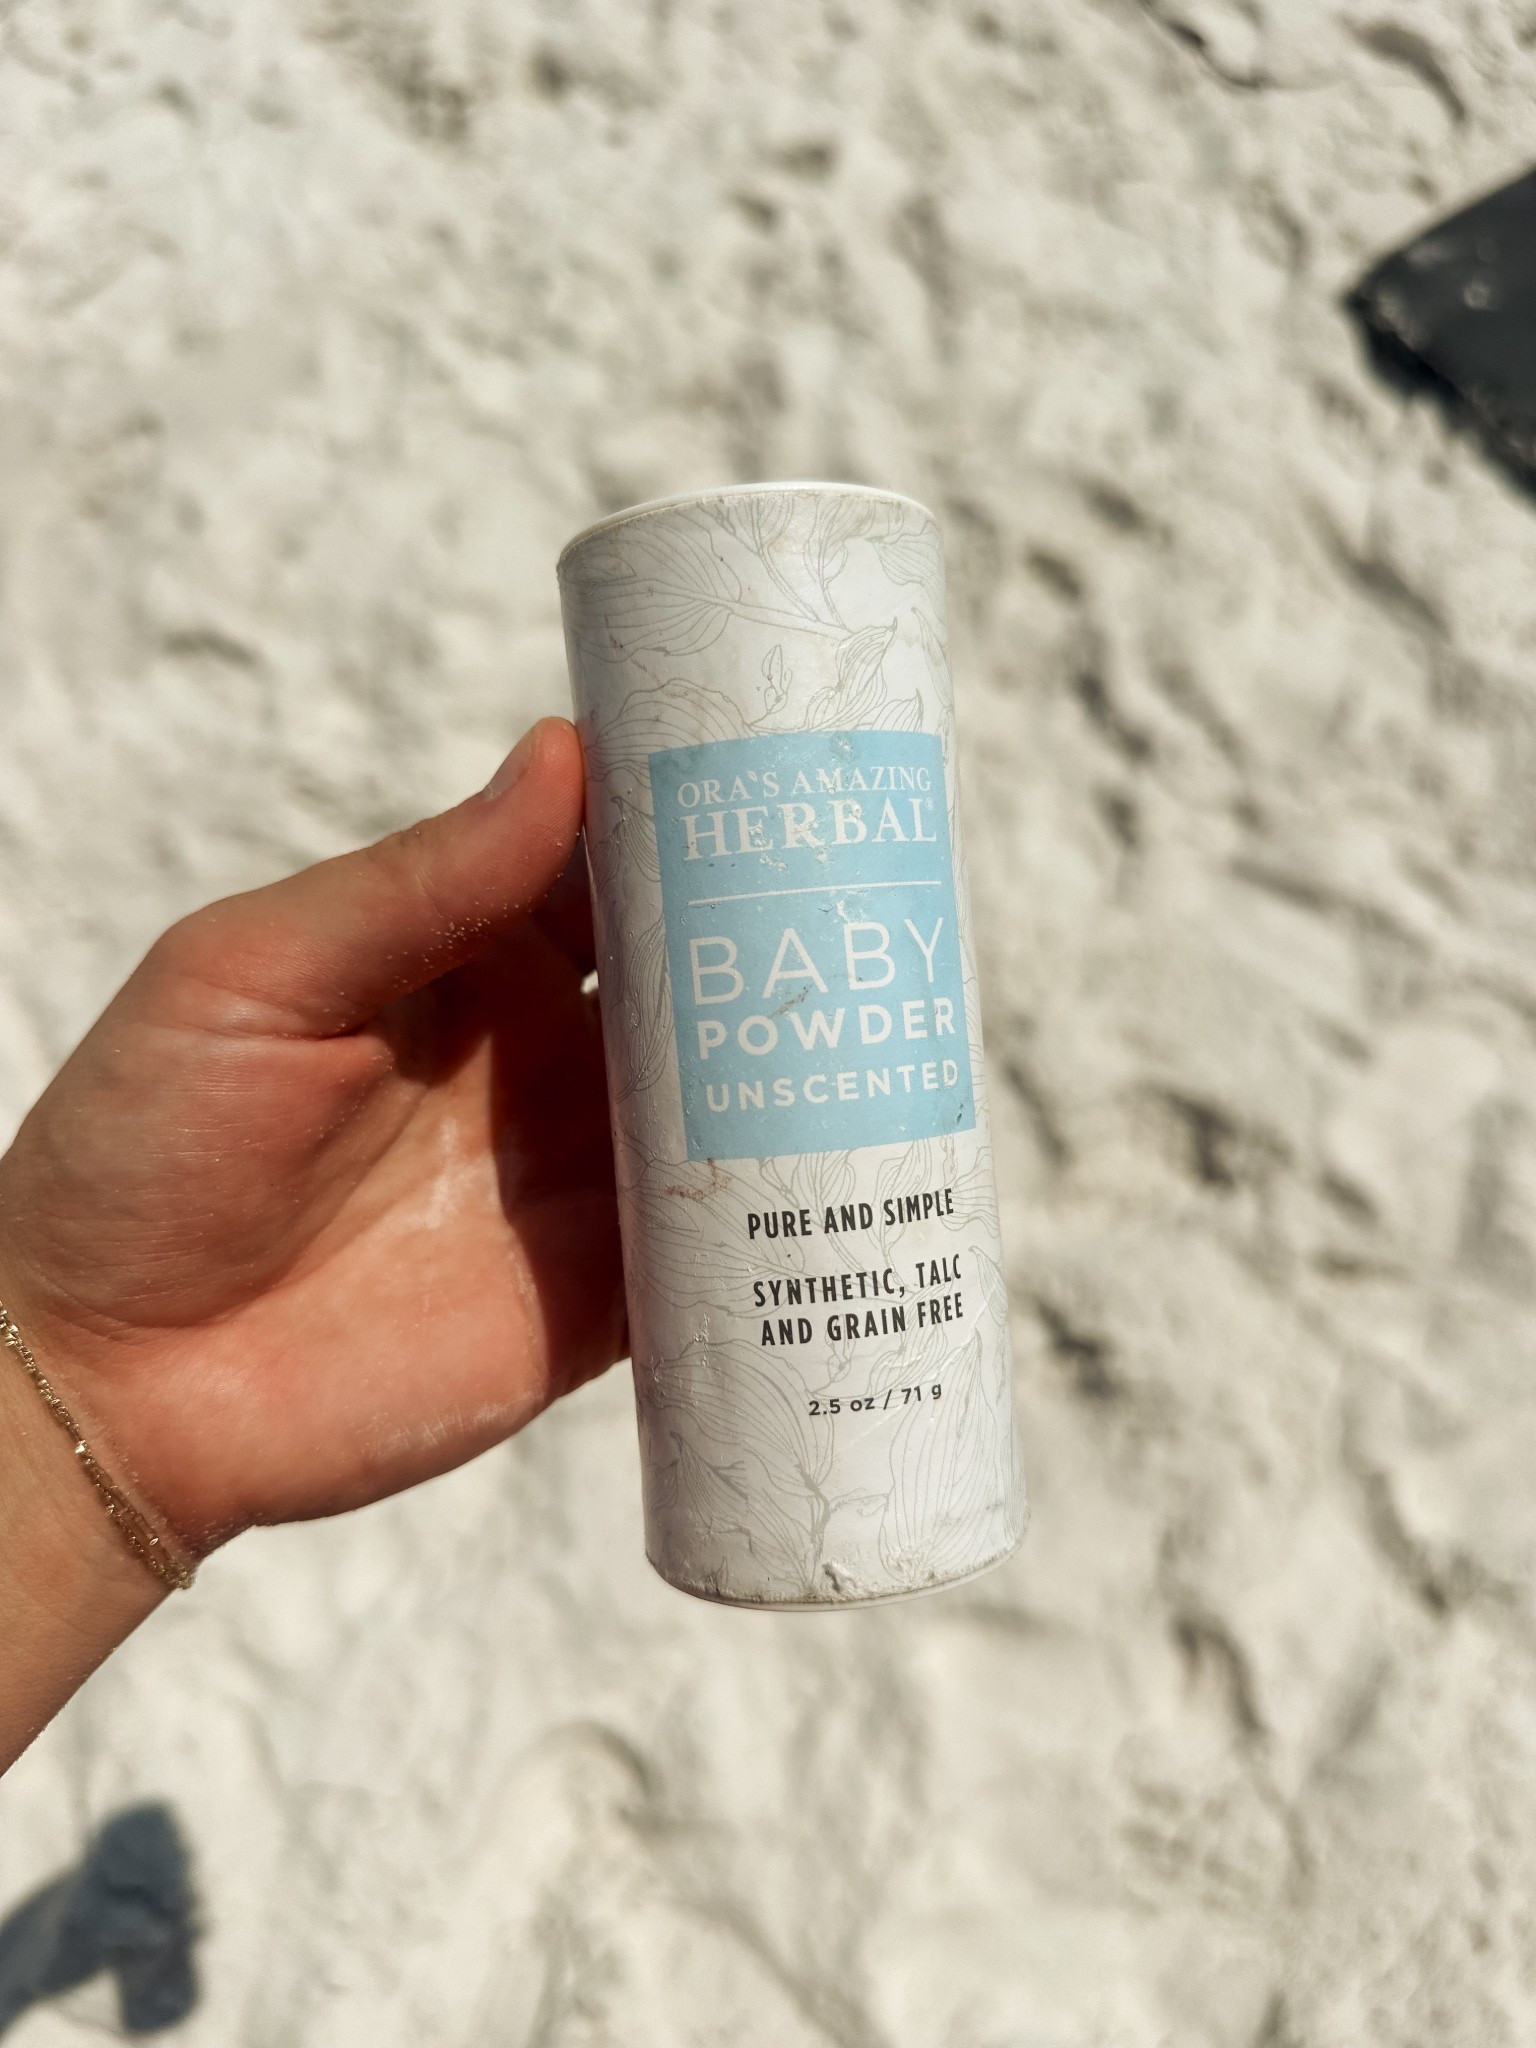 ORA'S AMAZING
HERBAL®
BABY
POWDER
UNSCENTED
PURE AND SIMPLE
SYNTHETIC, TALC
AND GRAIN FREE
2.5 oz / 71 g